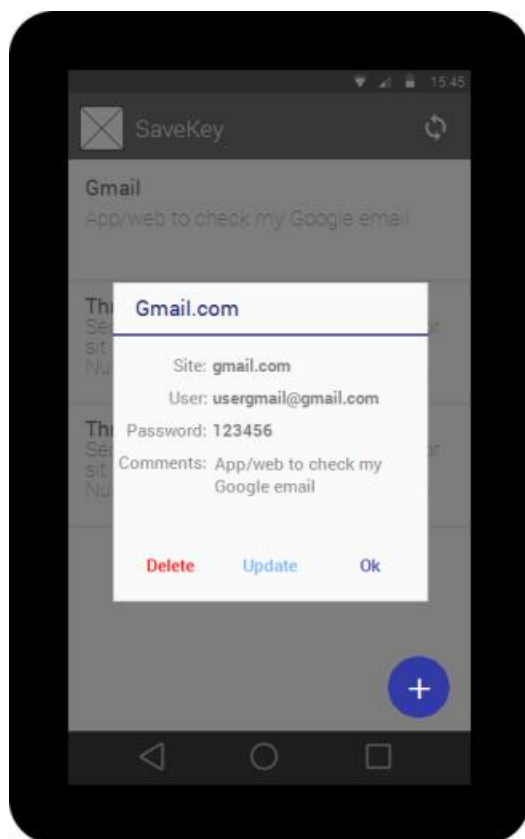 15:45
SaveKey
Gmail
App/web to check my Google email
Gmail.com
Site: gmail.com
User: usergmail@gmail.com
Password: 123456
Comments: App/web to check my
Google email
Delete Update Ok
+